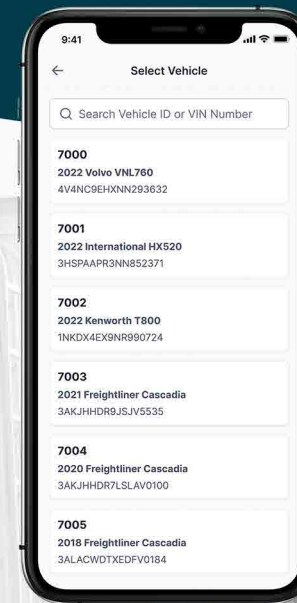 9:41
Select Vehicle
Search Vehicle ID or VIN Number
7000
2022 Volvo VNL760
4V4NC9EHXNN293632
7001
2022 International HX520
3HSPAAPR3NN852371
7002
2022 Kenworth T800
1NKDX4EX9NR990724
7003
2021 Freightliner Cascadia
3AKJHHDR9JSJV5535
7004
2020 Freightliner Cascadia
3AKJHHDR7LSLAV0100
7005
2018 Freightliner Cascadia
3ALACWDTXEDFV0184